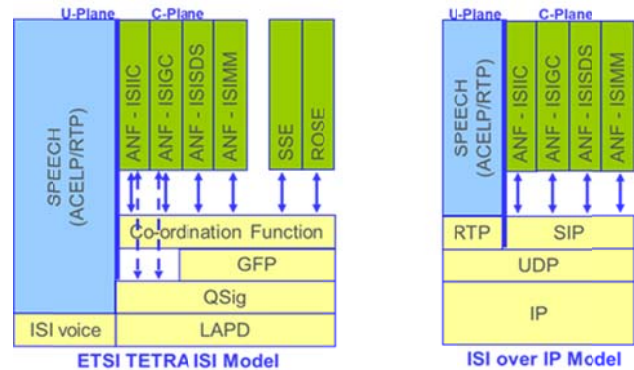 U-Plane C-Plane
SPEECH
(ACELP/RTP)
ANF - ISIIC
ANF - ISIGC
ANF - ISISDS
ANF - ISIMM
SSE
ROSE
Co-ordination Function
GFP
QSig
ISI voice
LAPD
ETSI TETRA ISI Model
U-Plane C-Plane
SPEECH
(ACELP/RTP)
ANF - ISIIC
ANF - ISIGC
ANF - ISISDS
ANF - ISIMM
RTP
SIP
UDP
IP
ISI over IP Model